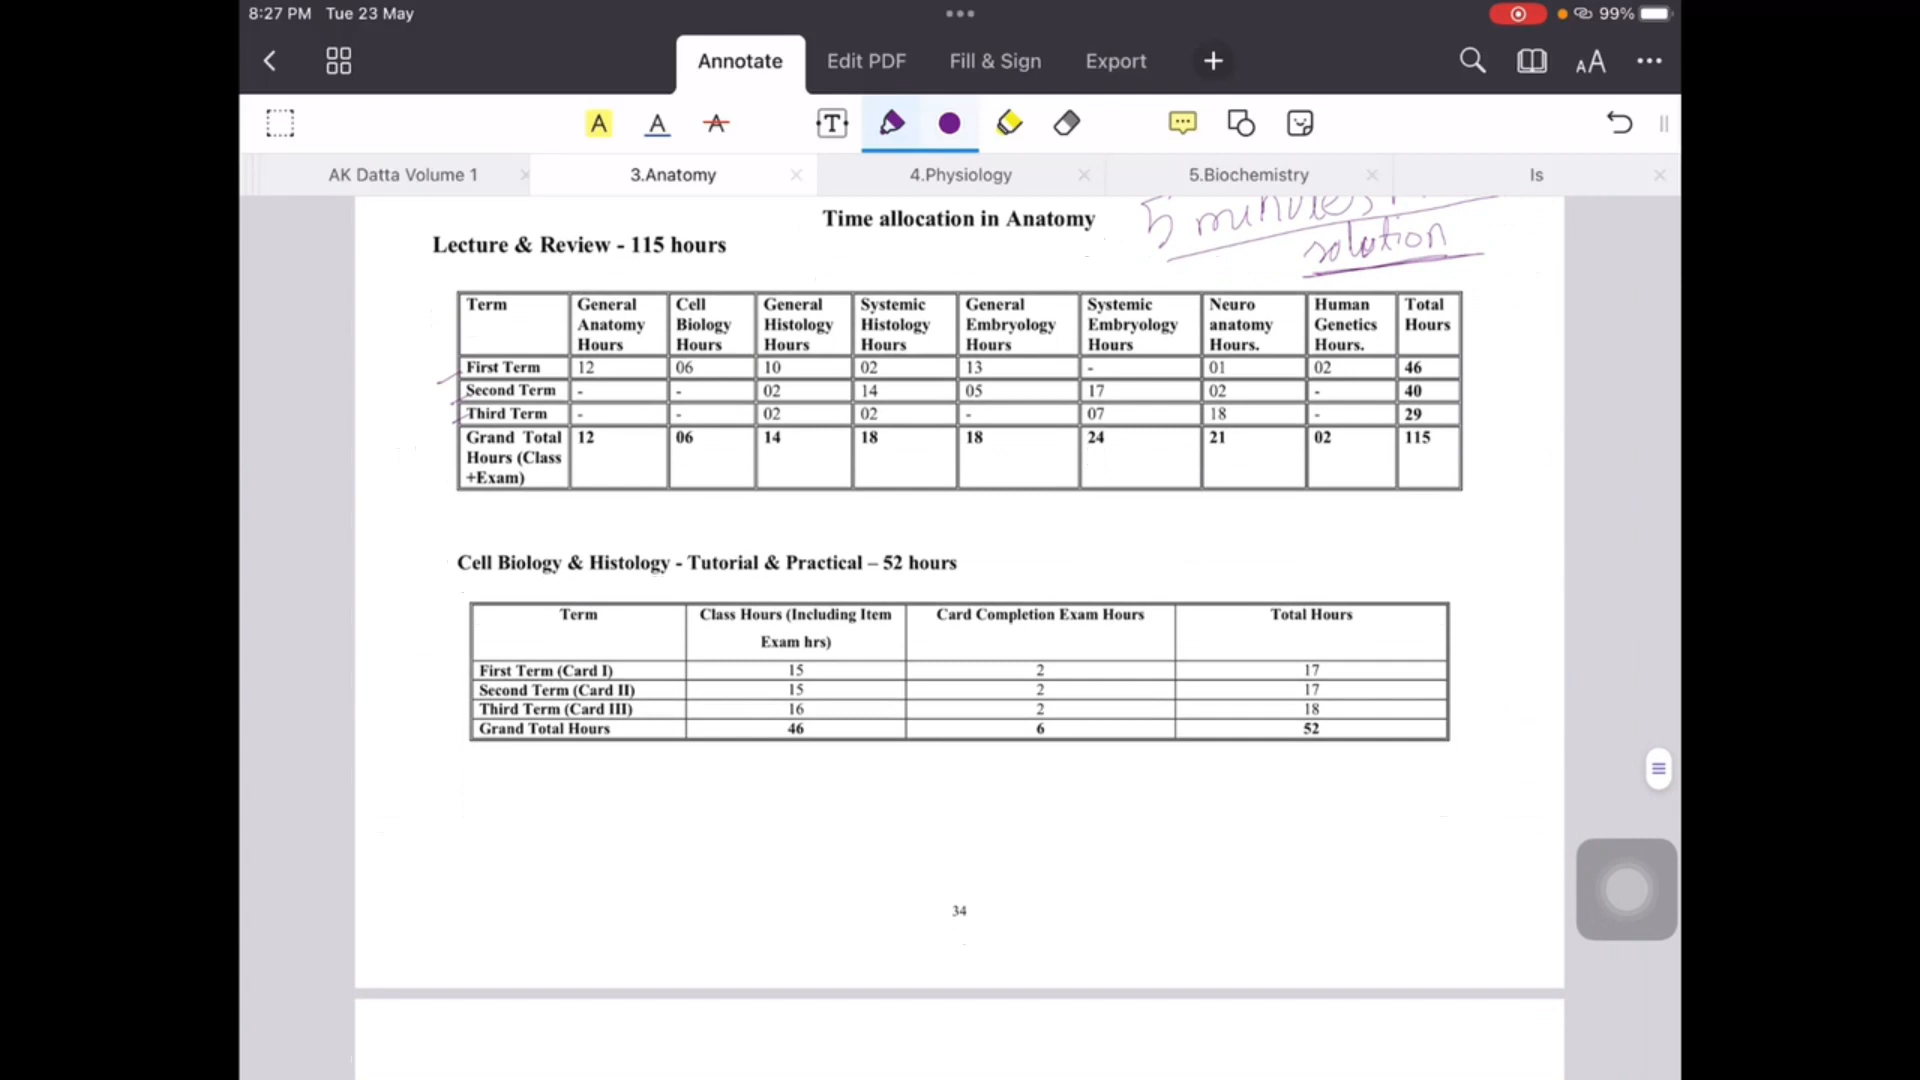 8:27 PM Tue 23 May
99%
Annotate Edit PDF Fill & Sign Export
AK Datta Volume 1 3.Anatomy 4.Physiology 5.Biochemistry Is
5 minutes
solution
Time allocation in Anatomy
Lecture & Review - 115 hours
Term General Anatomy Hours Cell Biology Hours General Histology Hours Systemic Histology Hours General Embryology Hours Systemic Embryology Hours Neuro anatomy Hours. Human Genetics Hours. Total Hours
First Term 12 06 10 02 13 - 01 02 46
Second Term - - 02 14 05 17 02 - 40
Third Term - - 02 02 - 07 18 - 29
Grand Total Hours (Class +Exam) 12 06 14 18 18 24 21 02 115
Cell Biology & Histology - Tutorial & Practical – 52 hours
Term Class Hours (Including Item Exam hrs) Card Completion Exam Hours Total Hours
First Term (Card I) 15 2 17
Second Term (Card II) 15 2 17
Third Term (Card III) 16 2 18
Grand Total Hours 46 6 52
34